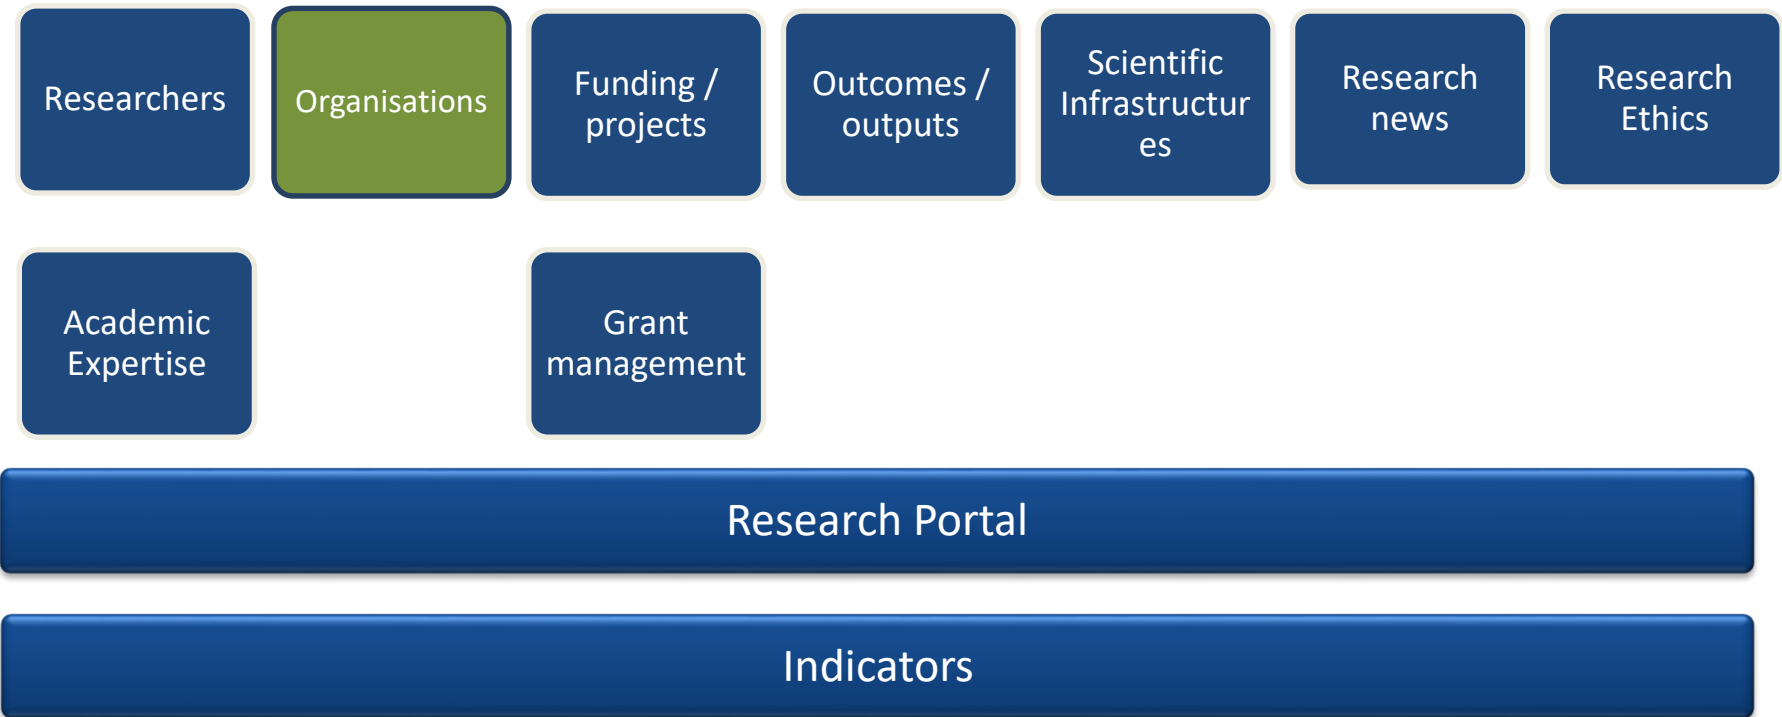 Researchers
Organisations
Funding /
projects
Outcomes /
outputs
Scientific
Infrastructur
es
Research
news
Research
Ethics
Academic
Expertise
Grant
management
Research Portal
Indicators